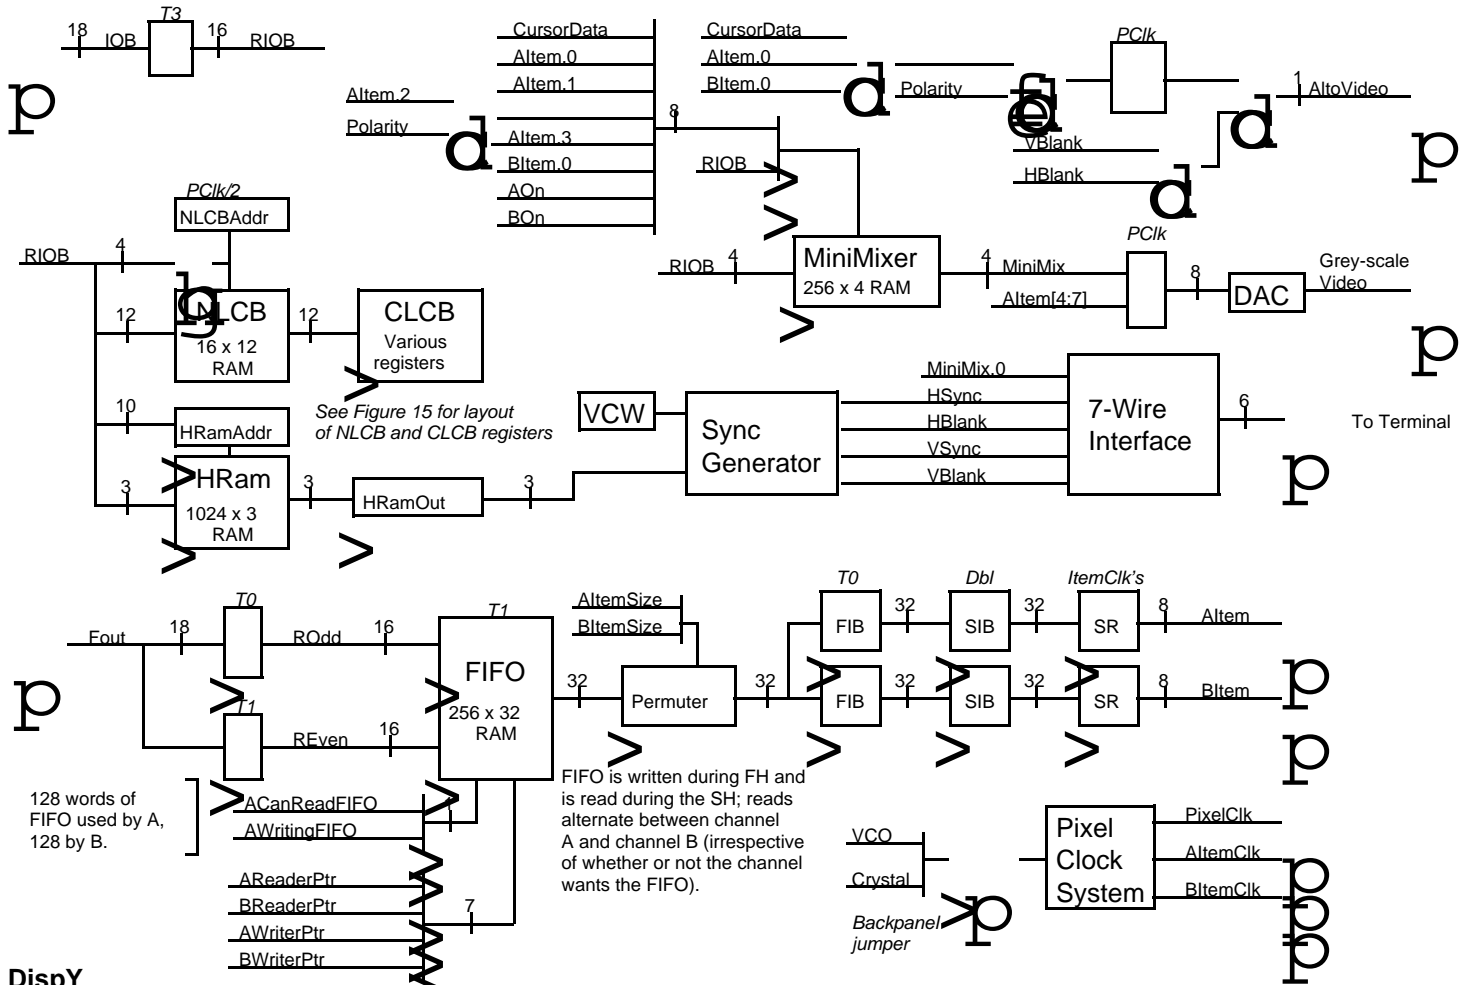 T3
18
IOB
16
RIOB
CursorData
AItem.0
AItem.1
AItem.2
Polarity
AItem.3
BItem.0
AOn
BOn
8
RIOB
CursorData
AItem.0
BItem.0
Polarity
PClk
VBlank
HBlank
1
AltoVideo
PClk/2
NLCBAddr
RIOB
4
12
NLCB
16 x 12
RAM
12
CLCB
Various
registers
See Figure 15 for layout
of NLCB and CLCB registers
10
HRamAddr
3
HRam
1024 x 3
RAM
3
HRamOut
3
RIOB
4
MiniMixer
256 x 4 RAM
4
MiniMix
AItem[4:7]
PClk
8
DAC
Grey-scale
Video
VCW
Sync
Generator
MiniMix.0
HSync
HBlank
VSync
VBlank
7-Wire
Interface
6
To Terminal
Fout
18
T0
ROdd
16
T1
REven
16
T1
FIFO
256 x 32
RAM
32
AItemSize
BItemSize
Permuter
32
T0
FIB
32
Dbl
SIB
32
ItemClk's
SR
8
AItem
FIB
32
SIB
32
SR
8
BItem
128 words of
FIFO used by A,
128 by B.
ACanReadFIFO
AWritingFIFO
1
AReaderPtr
BReaderPtr
AWriterPtr
BWriterPtr
7
FIFO is written during FH and
is read during the SH; reads
alternate between channel
A and channel B (irrespective
of whether or not the channel
wants the FIFO).
VCO
Crystal
Backpanel
jumper
Pixel
Clock
System
PixelClk
AItemClk
BItemClk
DispY